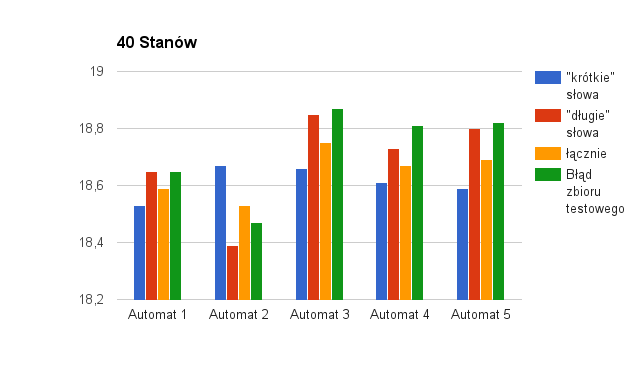 40 Stanów
19
18,8
18,6
18,4
18,2
Automat 1
Automat 2
Automat 3
Automat 4
Automat 5
"krótkie"
słowa
"długie"
słowa
łącznie
Błąd
zbioru
testowego